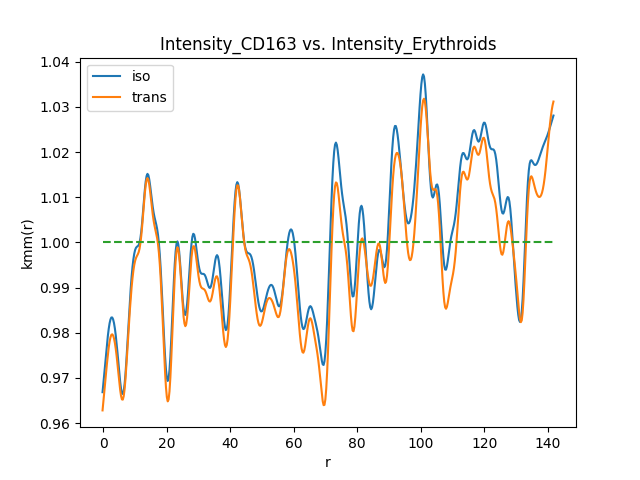 Intensity_CD163 vs. Intensity_Erythroids
iso
trans
kmm(r)
1.04
1.03
1.02
1.01
1.00
0.99
0.98
0.97
0.96
0 20 40 60 80 100 120 140
r